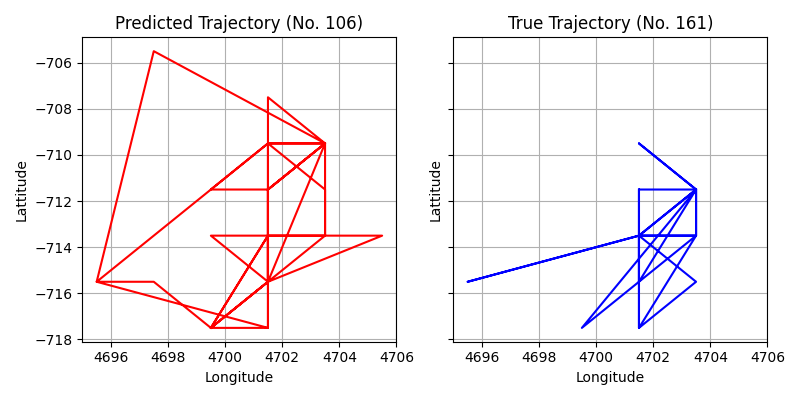 Predicted Trajectory (No. 106)
True Trajectory (No. 161)
Lattitude
−706
−708
−710
−712
−714
−716
−718
4696 4698 4700 4702 4704 4706
Longitude
Lattitude
4696 4698 4700 4702 4704 4706
Longitude